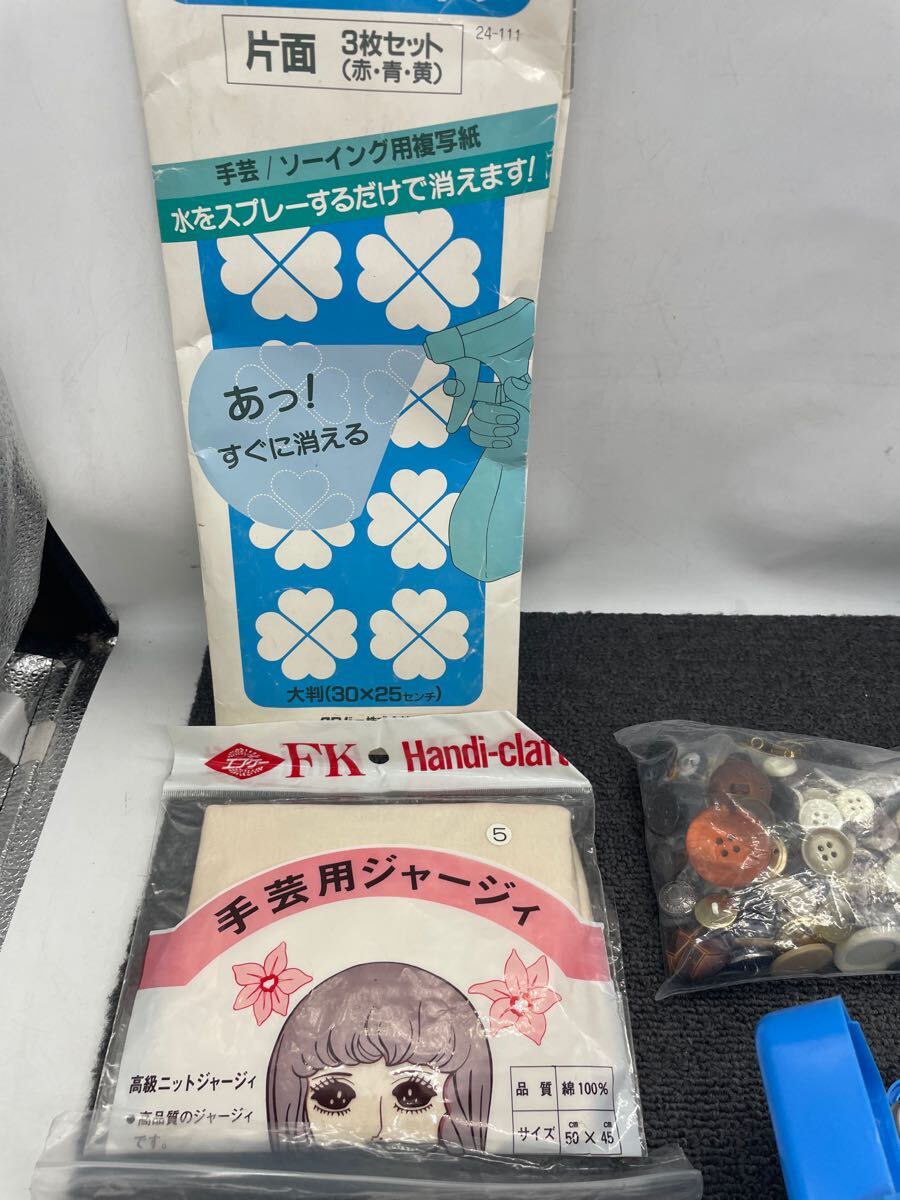 24-111
片面 3枚セット
(赤・青・黄)
手芸/ソーイング用複写紙
水をスプレーするだけで消えます!
あっ!
すぐに消える
大判(30×25センチ)
エフケー FK Handi-claft
5
手芸用ジャージィ
高級ニットジャージィ
●高品質のジャージィ
です。
品質 綿100%
サイズ 50cm×45cm